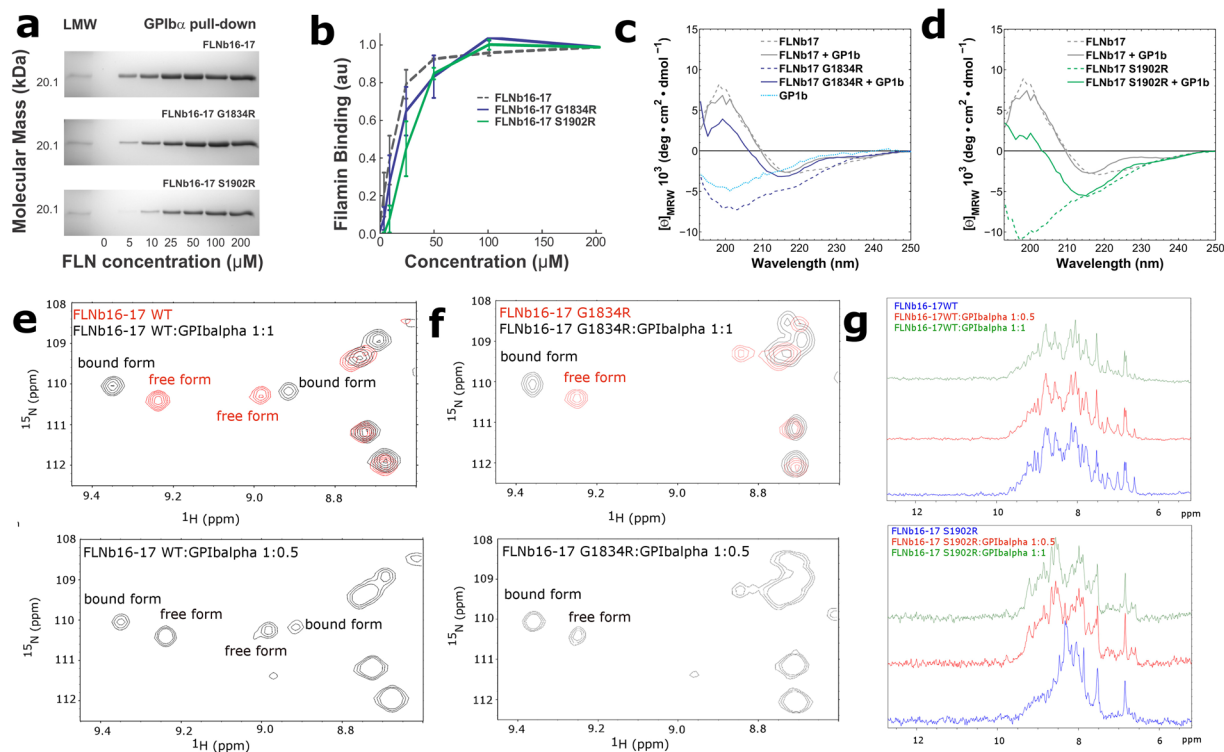 a
LMW
GPIbα pull-down
FLNb16-17
20.1
FLNb16-17 G1834R
20.1
FLNb16-17 S1902R
20.1
Molecular Mass (kDa)
0 5 10 25 50 100 200
FLN concentration (µM)
b
1.0
0.8
0.6
0.4
0.2
0
0 50 100 150 200
Filamin Binding (au)
Concentration (µM)
FLNb16-17
FLNb16-17 G1834R
FLNb16-17 S1902R
c
15
10
5
0
−5
−10
[Θ]MRW 10³ (deg • cm² • dmol⁻¹)
FLNb17
FLNb17 + GP1b
FLNb17 G1834R
FLNb17 G1834R + GP1b
GP1b
200 210 220 230 240 250
Wavelength (nm)
d
15
10
5
0
−5
−10
[Θ]MRW 10³ (deg • cm² • dmol⁻¹)
FLNb17
FLNb17 + GP1b
FLNb17 S1902R
FLNb17 S1902R + GP1b
200 210 220 230 240 250
Wavelength (nm)
e
FLNb16-17 WT
FLNb16-17 WT:GPIbalpha 1:1
bound form
free form
bound form
free form
108
109
110
111
112
15N (ppm)
9.4 9.2 9.0 8.8
1H (ppm)
FLNb16-17 WT:GPIbalpha 1:0.5
bound form
free form
bound form
free form
108
109
110
111
112
15N (ppm)
9.4 9.2 9.0 8.8
1H (ppm)
f
FLNb16-17 G1834R
FLNb16-17 G1834R:GPIbalpha 1:1
bound form
free form
108
109
110
111
112
15N (ppm)
9.4 9.2 9.0 8.8
1H (ppm)
FLNb16-17 G1834R:GPIbalpha 1:0.5
bound form
free form
108
109
110
111
112
15N (ppm)
9.4 9.2 9.0 8.8
1H (ppm)
g
FLNb16-17WT
FLNb16-17WT:GPIbalpha 1:0.5
FLNb16-17WT:GPIbalpha 1:1
12 10 8 6 ppm
FLNb16-17 S1902R
FLNb16-17 S1902R:GPIbalpha 1:0.5
FLNb16-17 S1902R:GPIbalpha 1:1
12 10 8 6 ppm